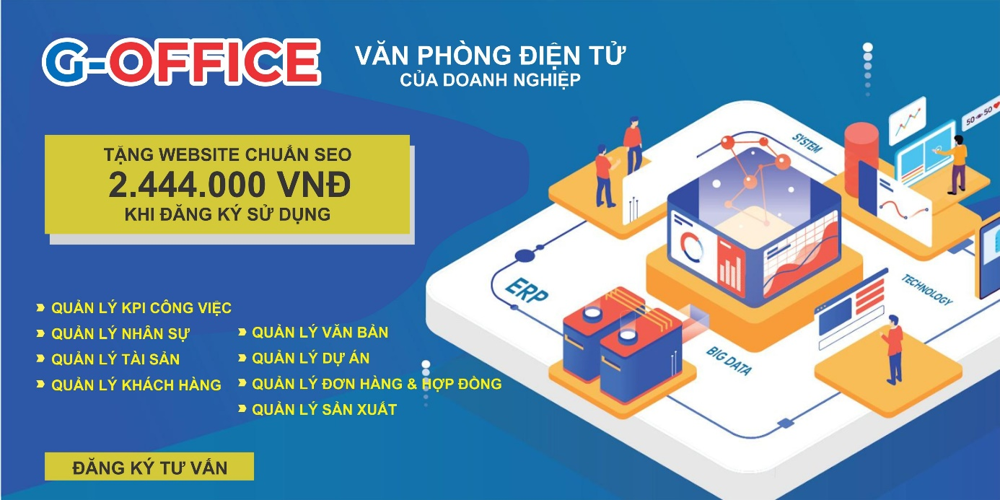 G-OFFICE
VĂN PHÒNG ĐIỆN TỬ
CỦA DOANH NGHIỆP
TẶNG WEBSITE CHUẨN SEO
2.444.000 VNĐ
KHI ĐĂNG KÝ SỬ DỤNG
QUẢN LÝ KPI CÔNG VIỆC
QUẢN LÝ NHÂN SỰ
QUẢN LÝ TÀI SẢN
QUẢN LÝ KHÁCH HÀNG
QUẢN LÝ VĂN BẢN
QUẢN LÝ DỰ ÁN
QUẢN LÝ ĐƠN HÀNG & HỢP ĐỒNG
QUẢN LÝ SẢN XUẤT
ĐĂNG KÝ TƯ VẤN
SYSTEM
50 50
ERP
TECHNOLOGY
BIG DATA